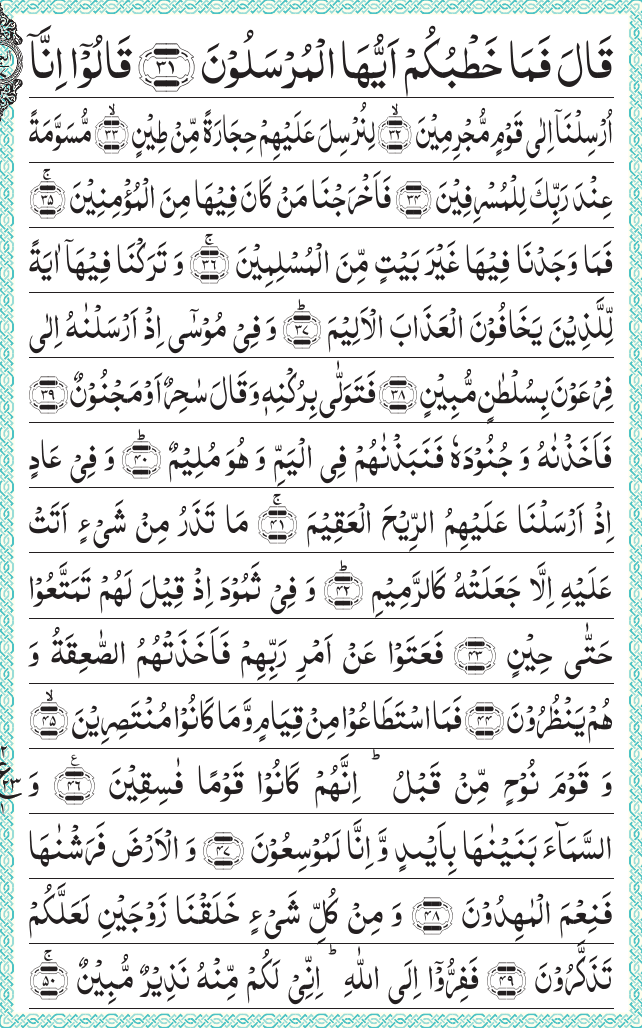 قَالَ فَمَا خَطْبُكُمْ اَيُّهَا الْمُرْسَلُوْنَ ﴿۳۱﴾ قَالُوْۤا اِنَّاۤ
اُرْسِلْنَاۤ اِلٰى قَوْمٍ مُّجْرِمِيْنَ ۙ﴿۳۲﴾ لِنُرْسِلَ عَلَيْهِمْ حِجَارَةً مِّنْ طِيْنٍ ۙ﴿۳۳﴾ مُّسَوَّمَةً
عِنْدَ رَبِّكَ لِلْمُسْرِفِيْنَ ﴿۳۴﴾ فَاَخْرَجْنَا مَنْ كَانَ فِيْهَا مِنَ الْمُؤْمِنِيْنَ ۚ﴿۳۵﴾
فَمَا وَجَدْنَا فِيْهَا غَيْرَ بَيْتٍ مِّنَ الْمُسْلِمِيْنَ ۚ﴿۳۶﴾ وَ تَرَكْنَا فِيْهَاۤ اٰيَةً
لِّلَّذِيْنَ يَخَافُوْنَ الْعَذَابَ الْاَلِيْمَ ؕ﴿۳۷﴾ وَ فِيْ مُوْسٰۤى اِذْ اَرْسَلْنٰهُ اِلٰى
فِرْعَوْنَ بِسُلْطٰنٍ مُّبِيْنٍ ﴿۳۸﴾ فَتَوَلّٰى بِرُكْنِهٖ وَ قَالَ سٰحِرٌ اَوْ مَجْنُوْنٌ ﴿۳۹﴾
فَاَخَذْنٰهُ وَ جُنُوْدَهٗ فَنَبَذْنٰهُمْ فِى الْيَمِّ وَ هُوَ مُلِيْمٌ ؕ﴿۴۰﴾ وَ فِيْ عَادٍ
اِذْ اَرْسَلْنَا عَلَيْهِمُ الرِّيْحَ الْعَقِيْمَ ۚ﴿۴۱﴾ مَا تَذَرُ مِنْ شَيْءٍ اَتَتْ
عَلَيْهِ اِلَّا جَعَلَتْهُ كَالرَّمِيْمِ ؕ﴿۴۲﴾ وَ فِيْ ثَمُوْدَ اِذْ قِيْلَ لَهُمْ تَمَتَّعُوْا
حَتّٰى حِيْنٍ ﴿۴۳﴾ فَعَتَوْا عَنْ اَمْرِ رَبِّهِمْ فَاَخَذَتْهُمُ الصّٰعِقَةُ وَ
هُمْ يَنْظُرُوْنَ ﴿۴۴﴾ فَمَا اسْتَطَاعُوْا مِنْ قِيَامٍ وَّ مَا كَانُوْا مُنْتَصِرِيْنَ ۙ﴿۴۵﴾
وَ قَوْمَ نُوْحٍ مِّنْ قَبْلُ ؕ اِنَّهُمْ كَانُوْا قَوْمًا فٰسِقِيْنَ ﴿۴۶﴾ع وَ
السَّمَآءَ بَنَيْنٰهَا بِاَيْىدٍ وَّ اِنَّا لَمُوْسِعُوْنَ ﴿۴۷﴾ وَ الْاَرْضَ فَرَشْنٰهَا
فَنِعْمَ الْمٰهِدُوْنَ ﴿۴۸﴾ وَ مِنْ كُلِّ شَيْءٍ خَلَقْنَا زَوْجَيْنِ لَعَلَّكُمْ
تَذَكَّرُوْنَ ﴿۴۹﴾ فَفِرُّوْۤا اِلَى اللّٰهِ ؕ اِنِّيْ لَكُمْ مِّنْهُ نَذِيْرٌ مُّبِيْنٌ ۚ﴿۵۰﴾